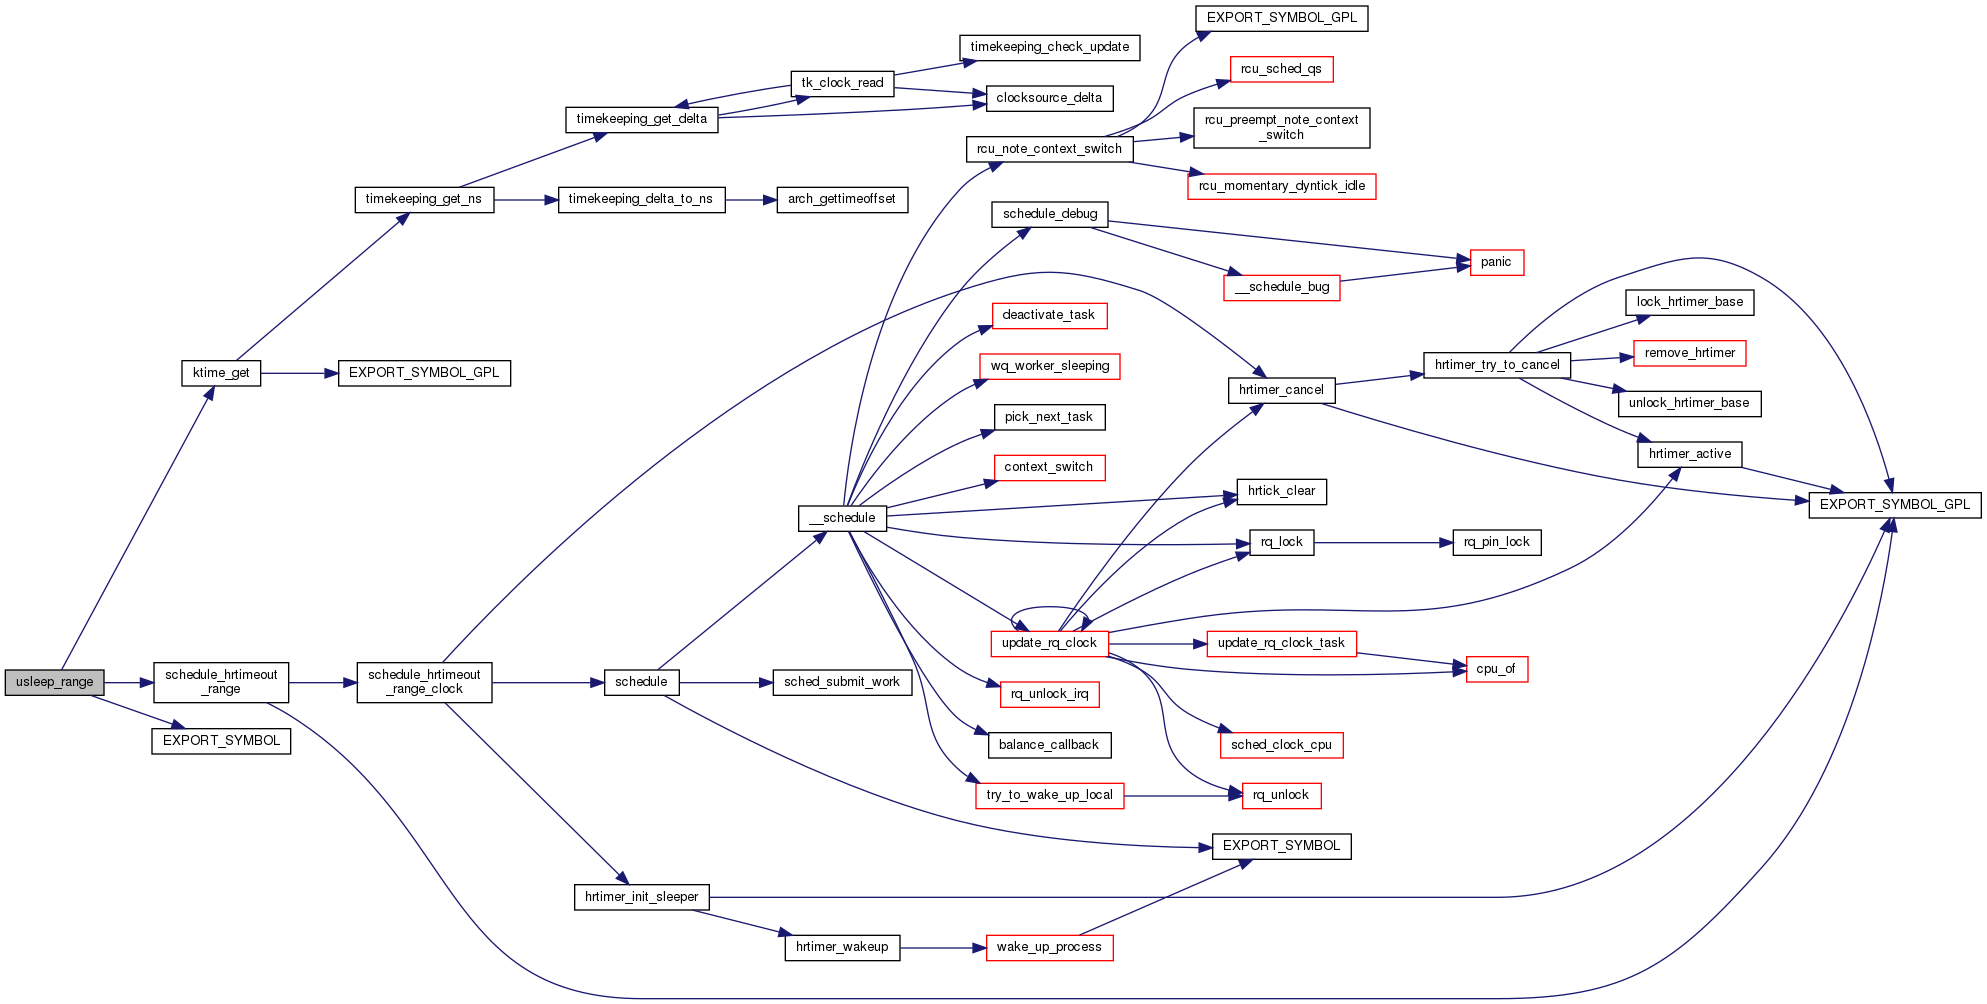 EXPORT_SYMBOL_GPL
timekeeping_check_update
rcu_sched_qs
tk_clock_read
clocksource_delta
timekeeping_get_delta
rcu_preempt_note_context
_switch
rcu_note_context_switch
rcu_momentary_dyntick_idle
timekeeping_get_ns
timekeeping_delta_to_ns
arch_gettimeoffset
schedule_debug
panic
__schedule_bug
lock_hrtimer_base
deactivate_task
remove_hrtimer
wq_worker_sleeping
hrtimer_try_to_cancel
ktime_get
EXPORT_SYMBOL_GPL
hrtimer_cancel
unlock_hrtimer_base
pick_next_task
hrtimer_active
context_switch
hrtick_clear
EXPORT_SYMBOL_GPL
__schedule
rq_lock
rq_pin_lock
update_rq_clock
update_rq_clock_task
cpu_of
usleep_range
schedule_hrtimeout
_range
schedule_hrtimeout
_range_clock
schedule
sched_submit_work
rq_unlock_irq
EXPORT_SYMBOL
balance_callback
sched_clock_cpu
try_to_wake_up_local
rq_unlock
EXPORT_SYMBOL
hrtimer_init_sleeper
hrtimer_wakeup
wake_up_process